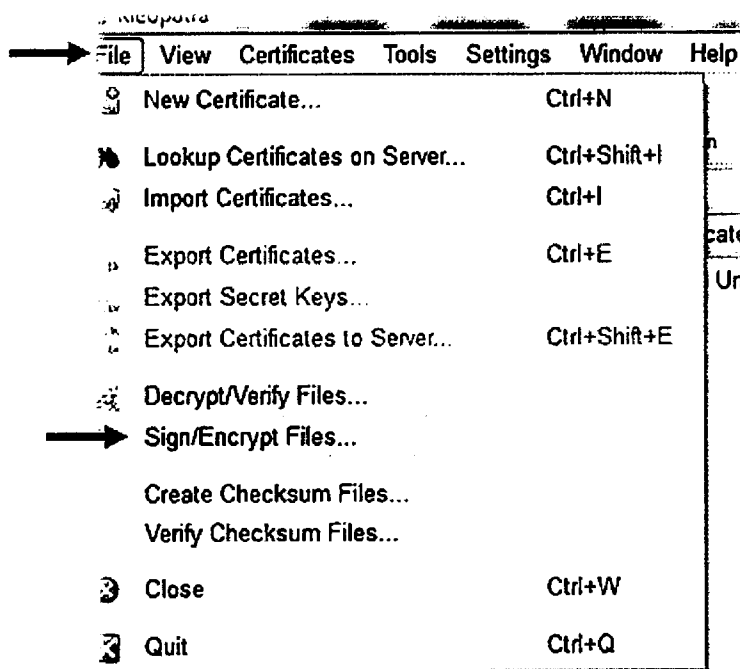 Kleopatra
File View Certificates Tools Settings Window Help
New Certificate... Ctrl+N
Lookup Certificates on Server... Ctrl+Shift+I
Import Certificates... Ctrl+I
Export Certificates... Ctrl+E
Export Secret Keys...
Export Certificates to Server... Ctrl+Shift+E
Decrypt/Verify Files...
Sign/Encrypt Files...
Create Checksum Files...
Verify Checksum Files...
Close Ctrl+W
Quit Ctrl+Q